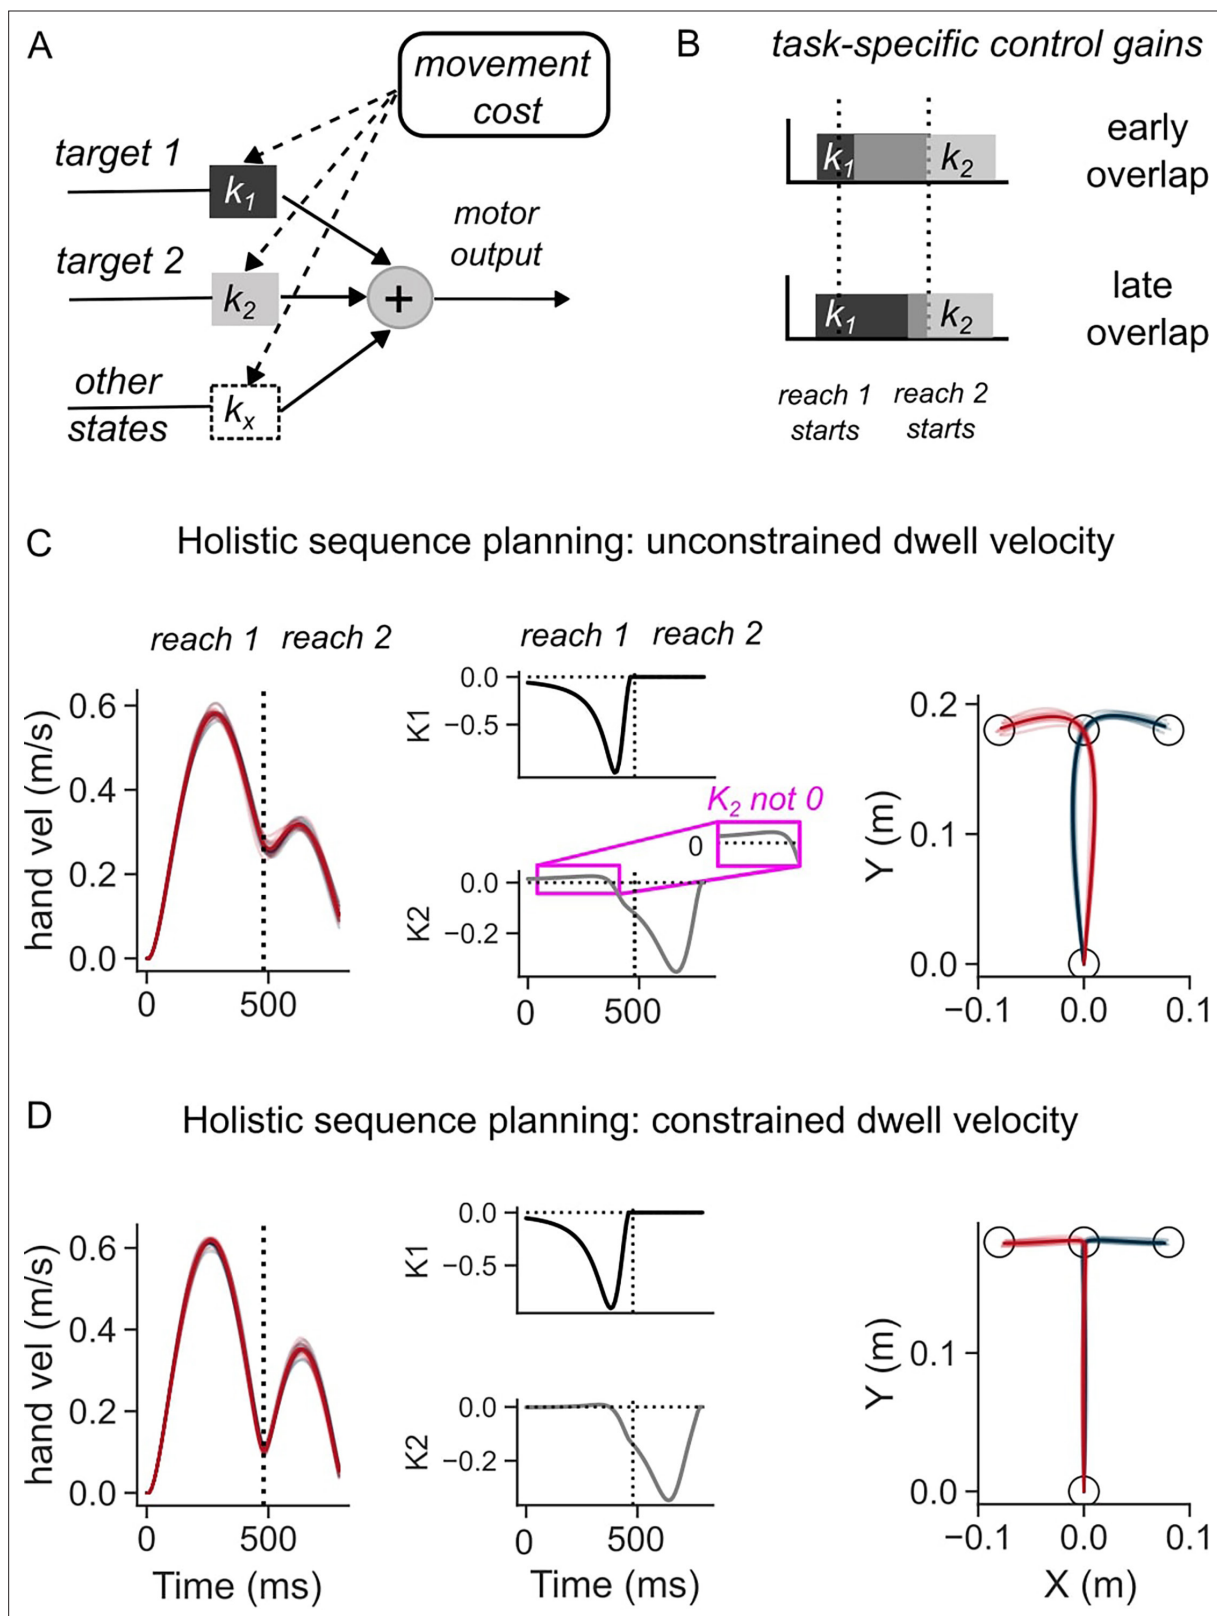 A
movement
cost
target 1
k1
target 2
k2
motor
output
+
other
states
kx
B
task-specific control gains
k1
k2
early
overlap
k1
k2
late
overlap
reach 1
starts
reach 2
starts
C
Holistic sequence planning: unconstrained dwell velocity
reach 1 reach 2
hand vel (m/s)
0.6
0.4
0.2
0.0
0
500
reach 1 reach 2
K1
0.0
−0.5
K2 not 0
0
K2
0.0
−0.2
0
500
Y (m)
0.2
0.1
0.0
−0.1
0.0
0.1
D
Holistic sequence planning: constrained dwell velocity
hand vel (m/s)
0.6
0.4
0.2
0.0
0
500
Time (ms)
K1
0.0
−0.5
K2
0.0
−0.2
0
500
Time (ms)
Y (m)
0.1
0.0
−0.1
0.0
0.1
X (m)